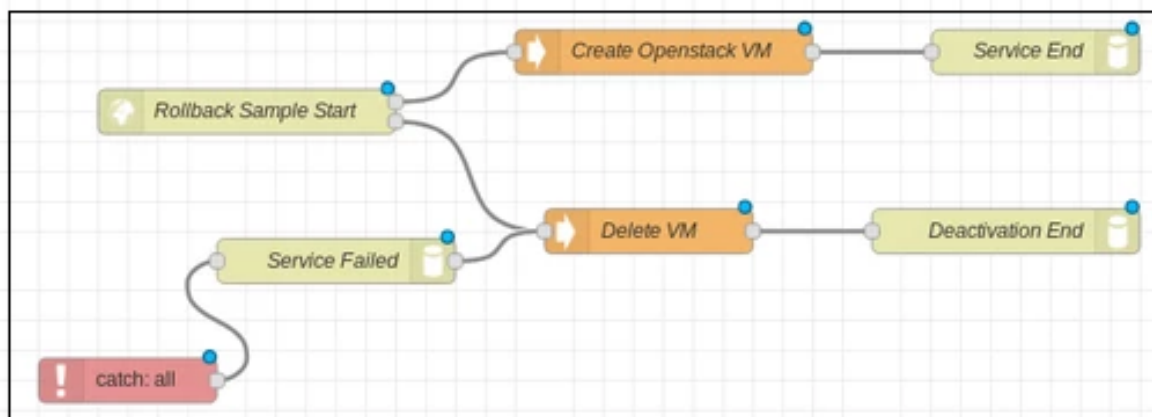 Create Openstack VM
Service End
Rollback Sample Start
Delete VM
Deactivation End
Service Failed
catch: all